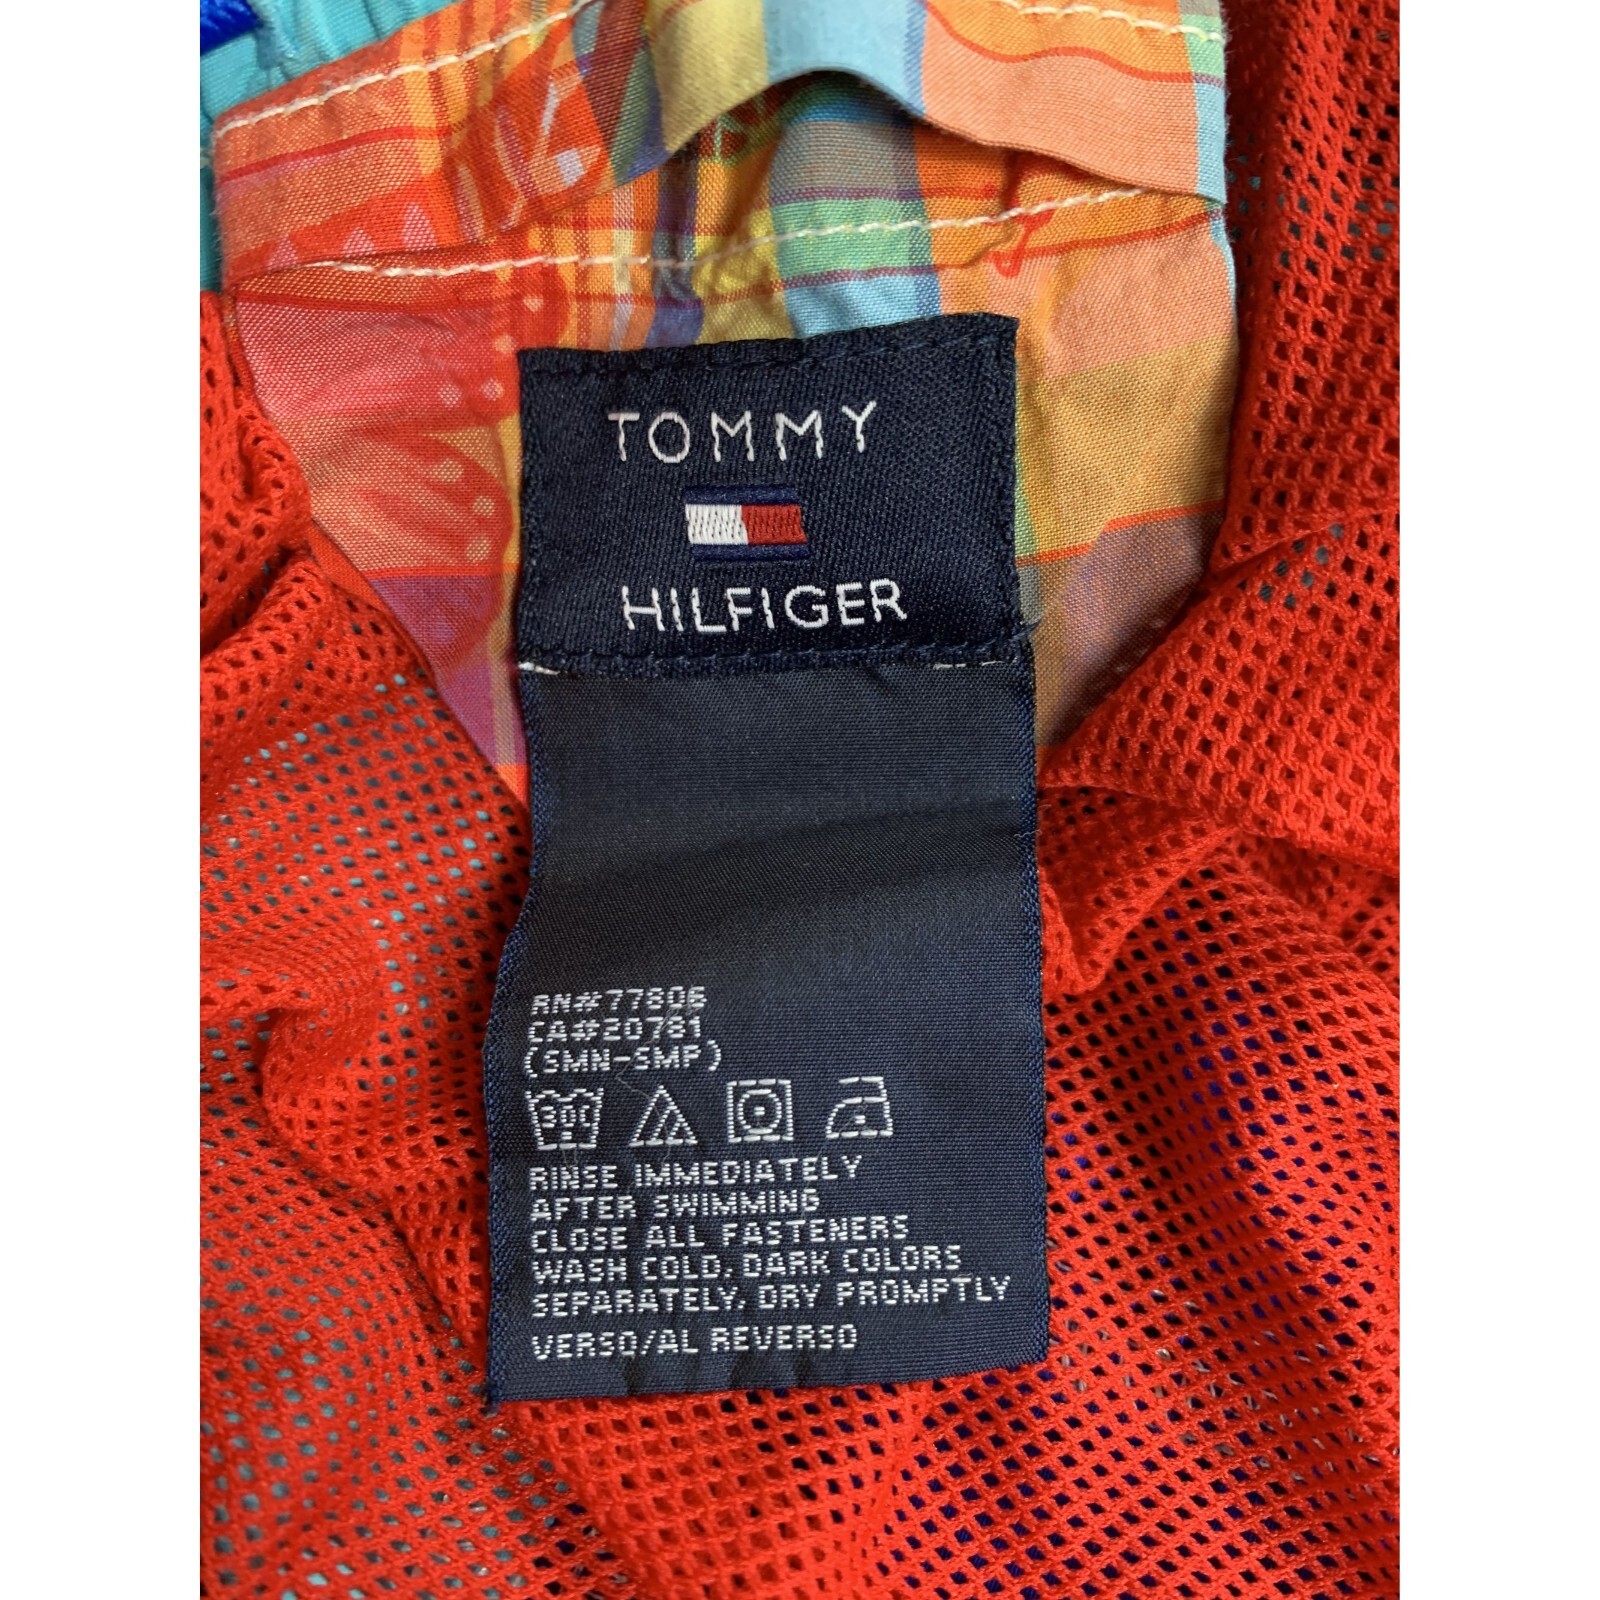 TOMMY
HILFIGER
RN#77806
CA#20781
(SMN-SMP)
30C
RINSE IMMEDIATELY
AFTER SWIMMING
CLOSE ALL FASTENERS
WASH COLD, DARK COLORS
SEPARATELY, DRY PROMPTLY
VERSO/AL REVERSO